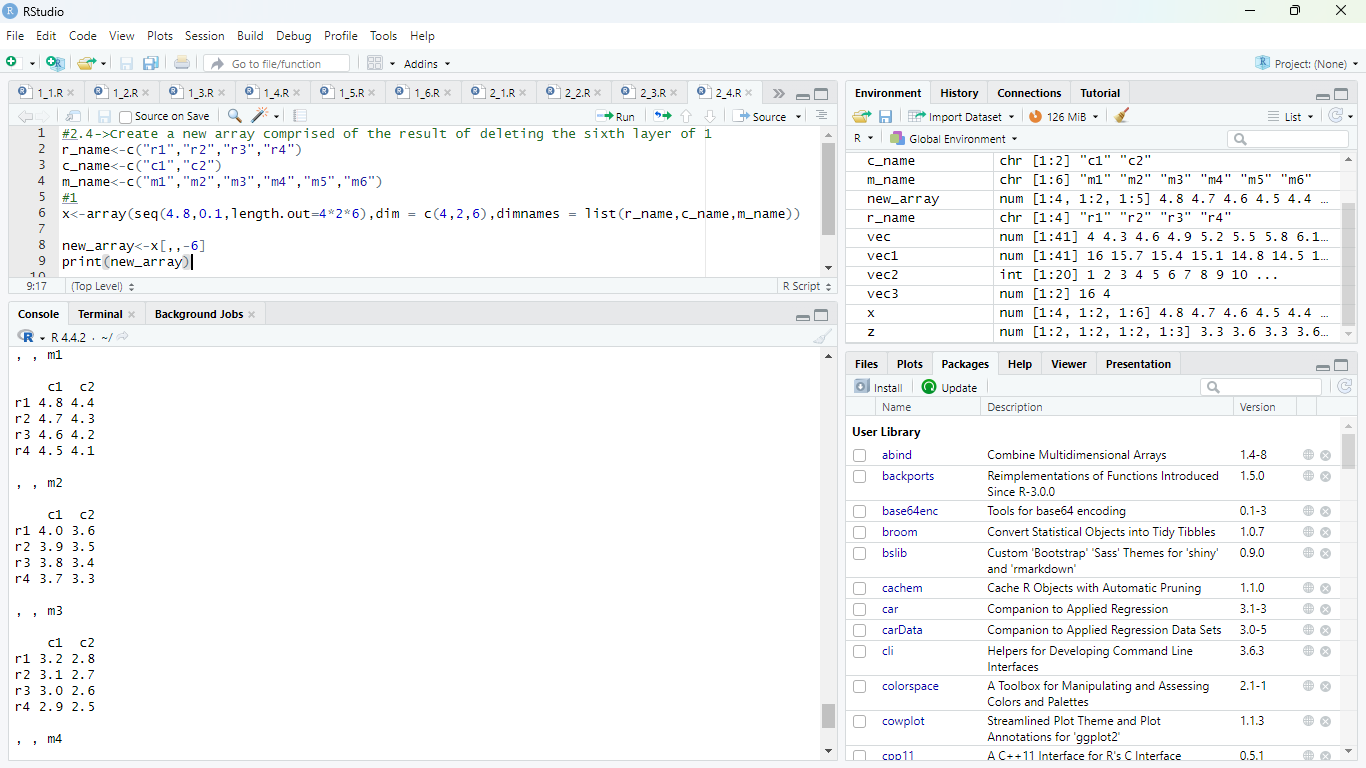 RStudio
File Edit Code View Plots Session Build Debug Profile Tools Help
Go to file/function Addins Project: (None)
1_1.R 1_2.R 1_3.R 1_4.R 1_5.R 1_6.R 2_1.R 2_2.R 2_3.R 2_4.R
Source on Save Run Source
1 #2.4->Create a new array comprised of the result of deleting the sixth layer of 1
2 r_name<-c("r1","r2","r3","r4")
3 c_name<-c("c1","c2")
4 m_name<-c("m1","m2","m3","m4","m5","m6")
5 #1
6 x<-array(seq(4.8,0.1,length.out=4*2*6),dim = c(4,2,6),dimnames = list(r_name,c_name,m_name))
7
8 new_array<-x[,,-6]
9 print(new_array)
10
9:17 (Top Level) R Script
Console Terminal Background Jobs
R R 4.4.2 · ~/
, , m1
c1 c2
r1 4.8 4.4
r2 4.7 4.3
r3 4.6 4.2
r4 4.5 4.1
, , m2
c1 c2
r1 4.0 3.6
r2 3.9 3.5
r3 3.8 3.4
r4 3.7 3.3
, , m3
c1 c2
r1 3.2 2.8
r2 3.1 2.7
r3 3.0 2.6
r4 2.9 2.5
, , m4
Environment History Connections Tutorial
Import Dataset 126 MiB List
R Global Environment
c_name chr [1:2] "c1" "c2"
m_name chr [1:6] "m1" "m2" "m3" "m4" "m5" "m6"
new_array num [1:4, 1:2, 1:5] 4.8 4.7 4.6 4.5 4.4 …
r_name chr [1:4] "r1" "r2" "r3" "r4"
vec num [1:41] 4 4.3 4.6 4.9 5.2 5.5 5.8 6.1…
vec1 num [1:41] 16 15.7 15.4 15.1 14.8 14.5 1…
vec2 int [1:20] 1 2 3 4 5 6 7 8 9 10 ...
vec3 num [1:2] 16 4
x num [1:4, 1:2, 1:6] 4.8 4.7 4.6 4.5 4.4 …
z num [1:2, 1:2, 1:2, 1:3] 3.3 3.6 3.3 3.6…
Files Plots Packages Help Viewer Presentation
Install Update
Name Description Version
User Library
abind Combine Multidimensional Arrays 1.4-8
backports Reimplementations of Functions Introduced 1.5.0
Since R-3.0.0
base64enc Tools for base64 encoding 0.1-3
broom Convert Statistical Objects into Tidy Tibbles 1.0.7
bslib Custom 'Bootstrap' 'Sass' Themes for 'shiny' 0.9.0
and 'rmarkdown'
cachem Cache R Objects with Automatic Pruning 1.1.0
car Companion to Applied Regression 3.1-3
carData Companion to Applied Regression Data Sets 3.0-5
cli Helpers for Developing Command Line 3.6.3
Interfaces
colorspace A Toolbox for Manipulating and Assessing 2.1-1
Colors and Palettes
cowplot Streamlined Plot Theme and Plot 1.1.3
Annotations for 'ggplot2'
cpp11 A C++11 Interface for R's C Interface 0.5.1